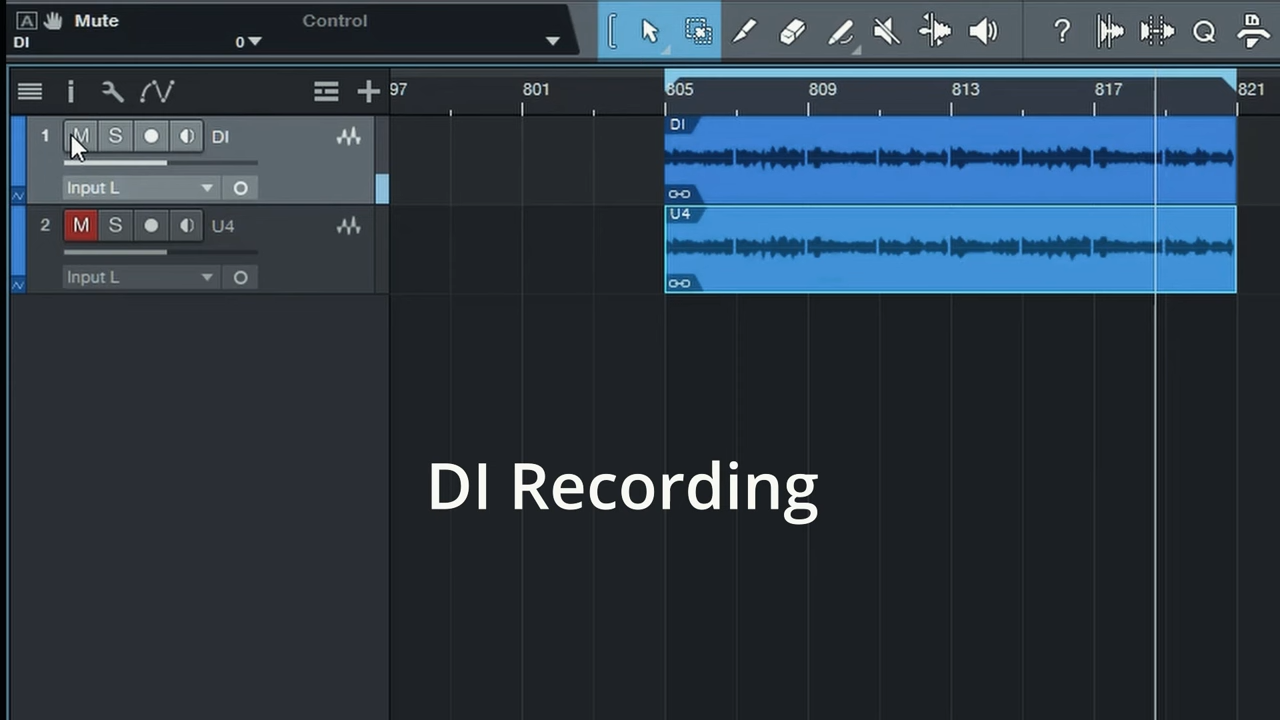 A Mute Control
DI 0
? Q
97 801 805 809 813 817 821
1 M S DI
Input L
2 M S U4
Input L
DI
U4
DI Recording